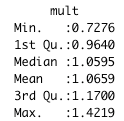 mult
Min.   :0.7276
1st Qu.:0.9640
Median :1.0595
Mean   :1.0659
3rd Qu.:1.1700
Max.   :1.4219